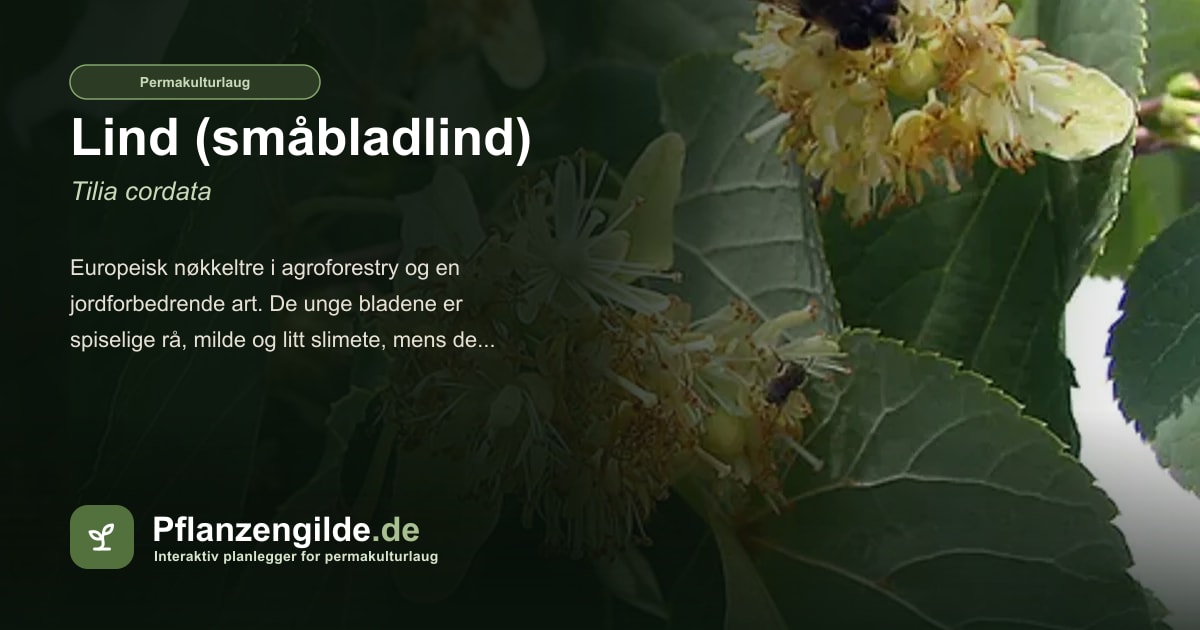 Permakulturlaug
Lind (småbladlind)
Tilia cordata
Europeisk nøkkeltre i agroforestry og en
jordforbedrende art. De unge bladene er
spiselige rå, milde og litt slimete, mens de...
Pflanzengilde.de
Interaktiv planlegger for permakulturlaug